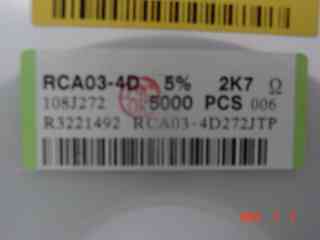 RCA03-4D 5% 2K7 Ω
108J272 5000 PCS 006
R3221492 RCA03-4D272JTP